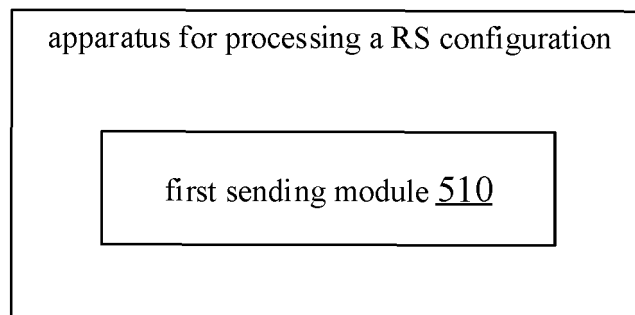 apparatus for processing a RS configuration
first sending module 510